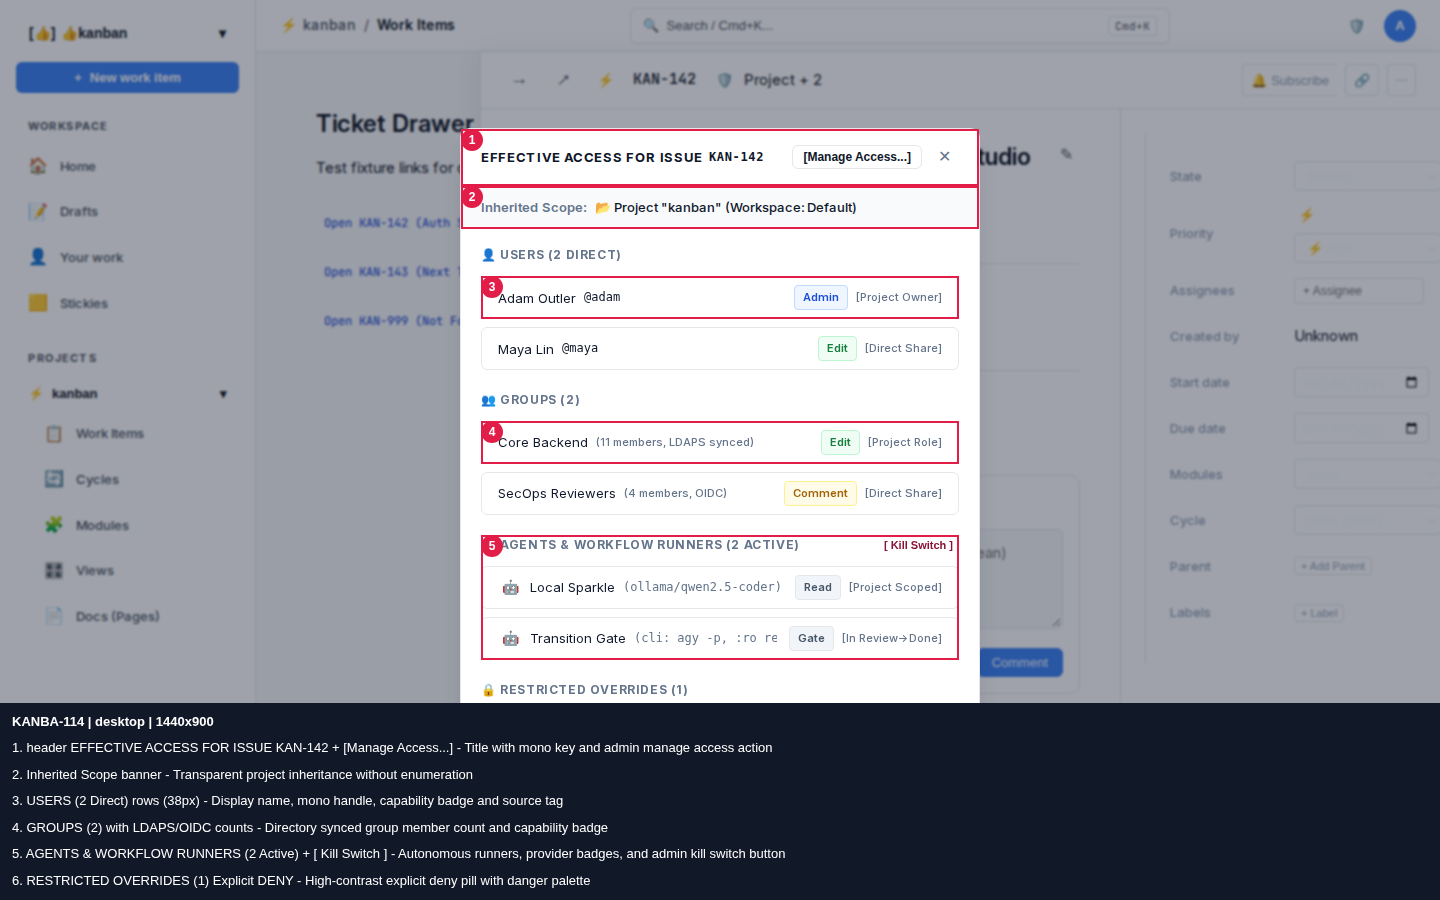 [👍] 👍kanban ▾
+ New work item
WORKSPACE
🏠 Home
📝 Drafts
👤 Your work
🟨 Stickies
PROJECTS
⚡ kanban ▾
📋 Work Items
🔄 Cycles
🧩 Modules
🎛️ Views
📄 Docs (Pages)
⚡ kanban / Work Items
🔍 Search / Cmd+K...
Cmd+K
A
→ ↗ ⚡ KAN-142 🛡️ Project + 2
🔔 Subscribe
Ticket Drawer
Test fixture links for
Open KAN-142 (Auth
Open KAN-143 (Next
Open KAN-999 (Not
tudio ✎
ean)
Comment
State
Priority
⚡
⚡
Assignees
+ Assignee
Created by
Unknown
Start date
Due date
Modules
Cycle
Parent
+ Add Parent
Labels
+ Label
1
EFFECTIVE ACCESS FOR ISSUE KAN-142
[Manage Access...] ✕
2
Inherited Scope: 📂 Project "kanban" (Workspace: Default)
👤 USERS (2 DIRECT)
3
Adam Outler @adam Admin [Project Owner]
Maya Lin @maya Edit [Direct Share]
👥 GROUPS (2)
4
Core Backend (11 members, LDAPS synced) Edit [Project Role]
SecOps Reviewers (4 members, OIDC) Comment [Direct Share]
5
AGENTS & WORKFLOW RUNNERS (2 ACTIVE) [ Kill Switch ]
🤖 Local Sparkle (ollama/qwen2.5-coder) Read [Project Scoped]
🤖 Transition Gate (cli: agy -p, :ro re Gate [In Review→Done]
🔒 RESTRICTED OVERRIDES (1)
KANBA-114 | desktop | 1440x900
1. header EFFECTIVE ACCESS FOR ISSUE KAN-142 + [Manage Access...] - Title with mono key and admin manage access action
2. Inherited Scope banner - Transparent project inheritance without enumeration
3. USERS (2 Direct) rows (38px) - Display name, mono handle, capability badge and source tag
4. GROUPS (2) with LDAPS/OIDC counts - Directory synced group member count and capability badge
5. AGENTS & WORKFLOW RUNNERS (2 Active) + [ Kill Switch ] - Autonomous runners, provider badges, and admin kill switch button
6. RESTRICTED OVERRIDES (1) Explicit DENY - High-contrast explicit deny pill with danger palette